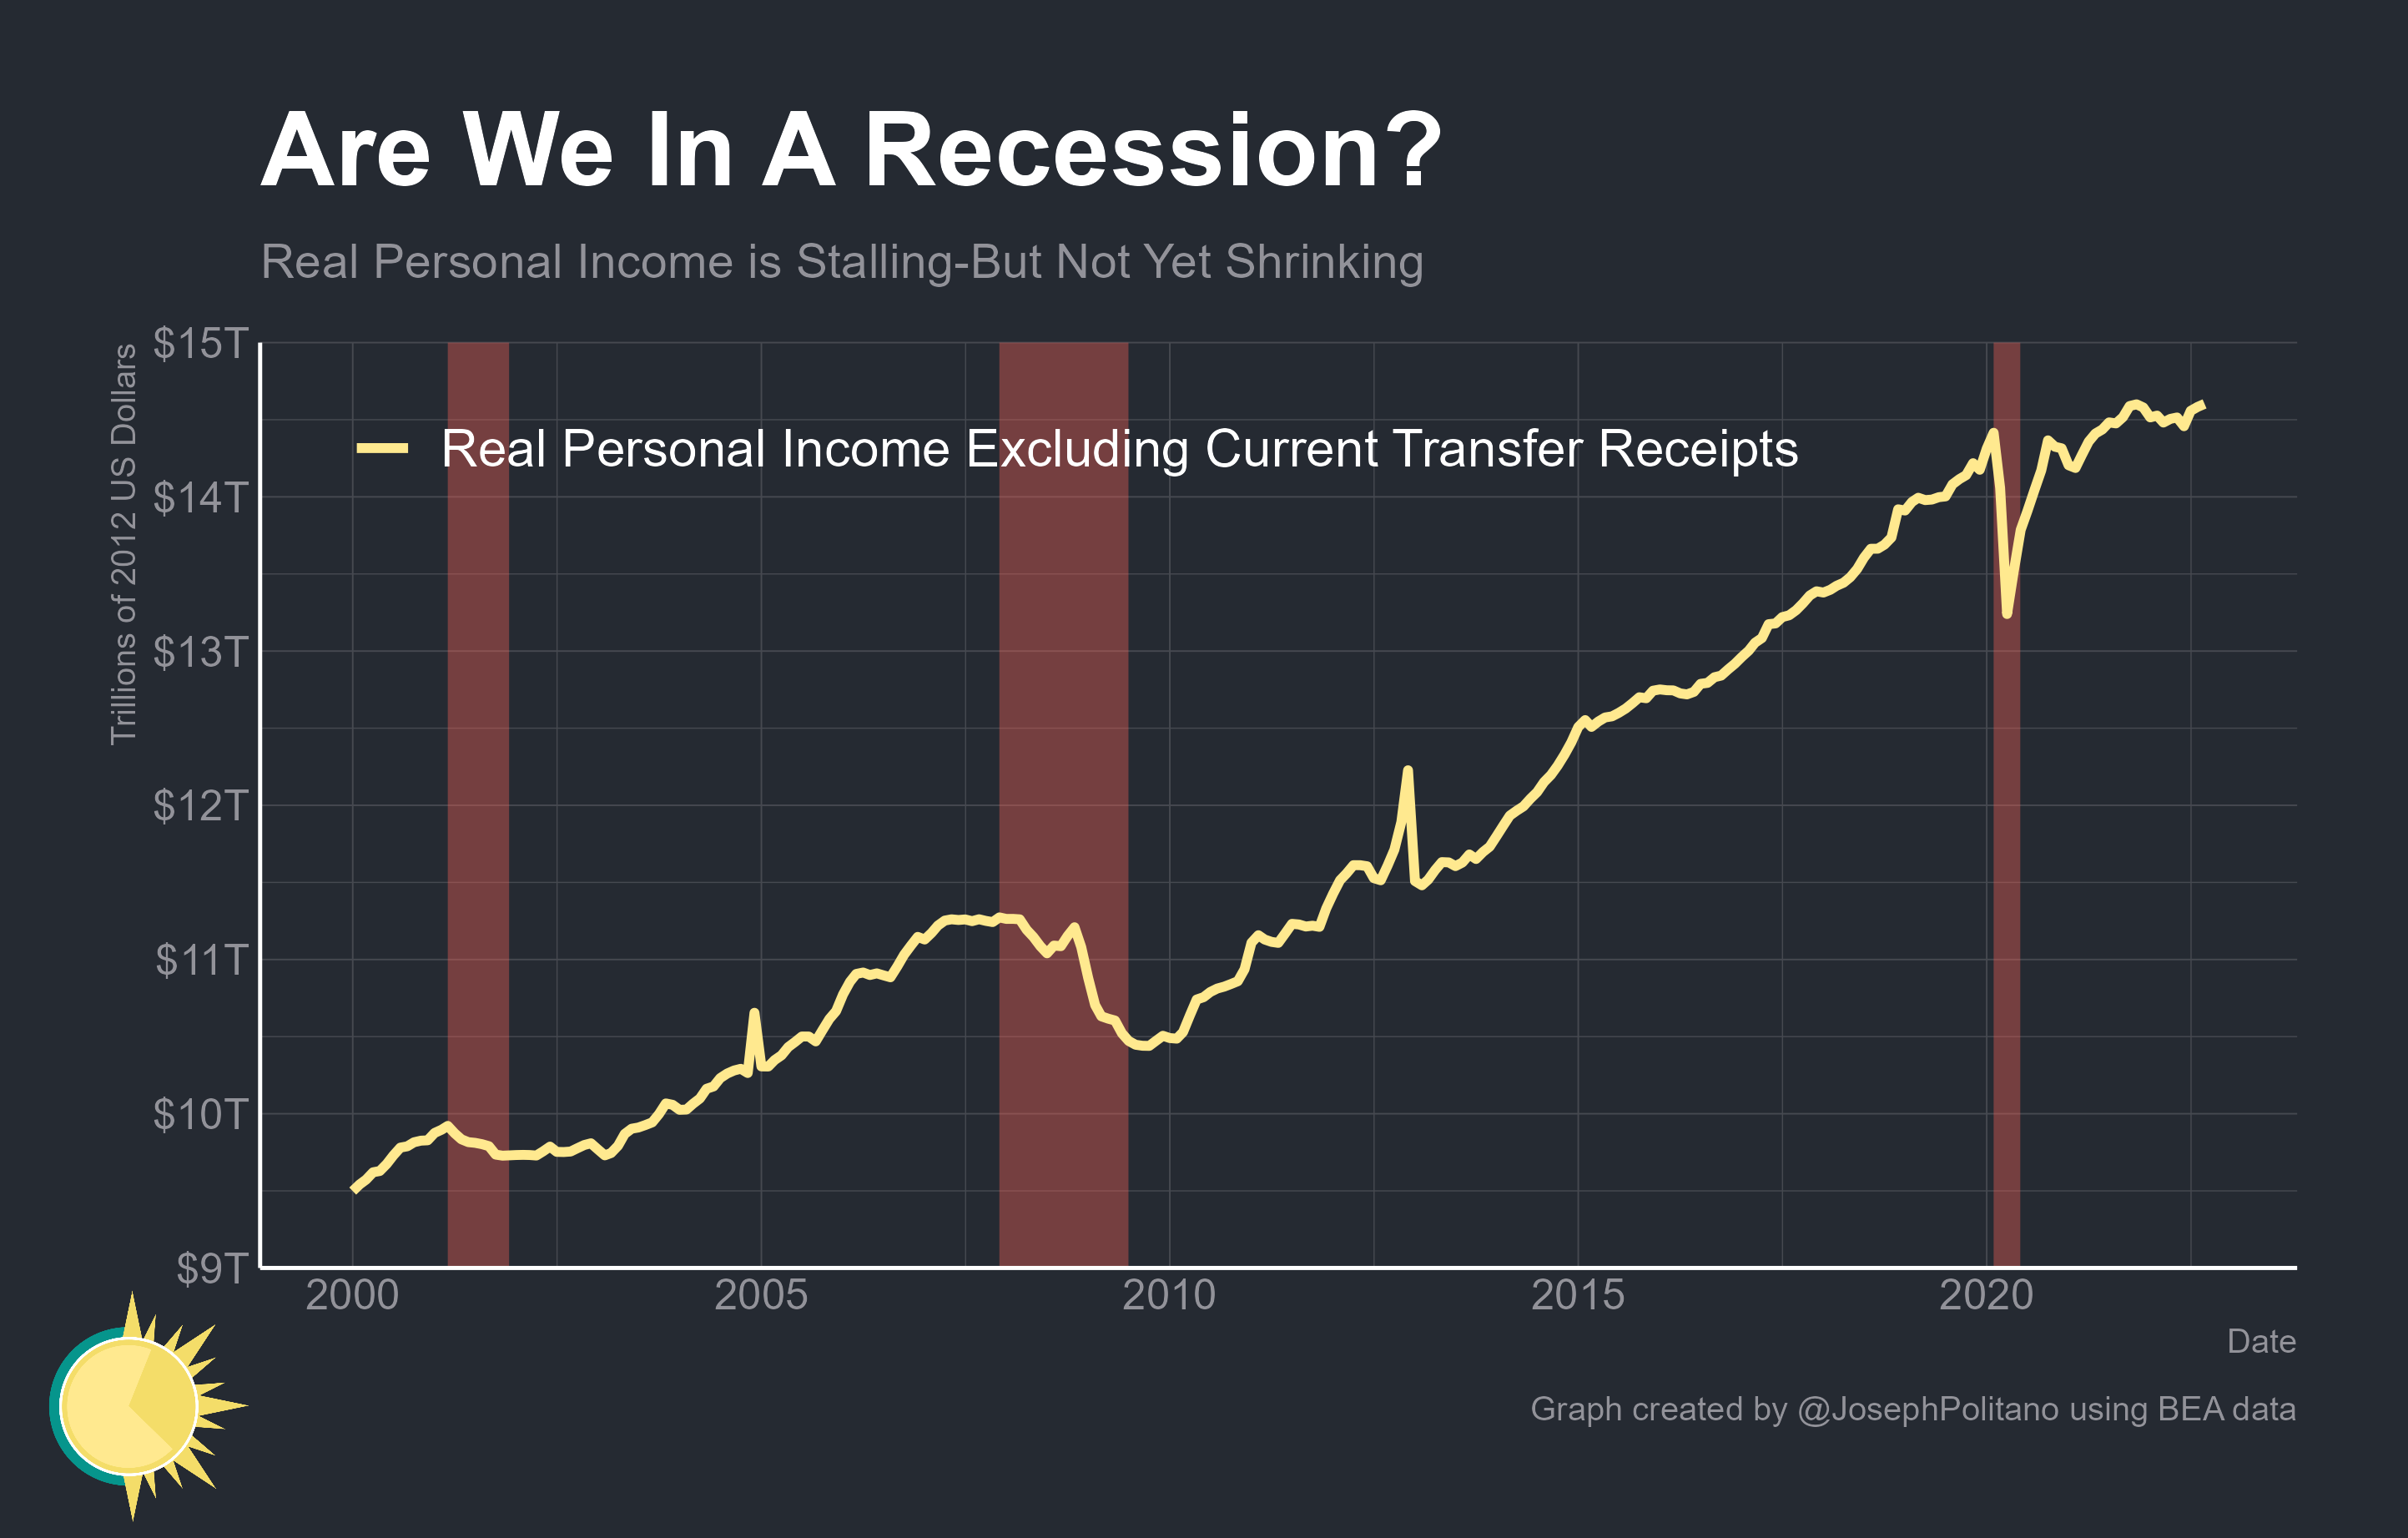 Are We In A Recession?
Real Personal Income is Stalling-But Not Yet Shrinking
Trillions of 2012 US Dollars
$15T
$14T
$13T
$12T
$11T
$10T
$9T
Real Personal Income Excluding Current Transfer Receipts
2000
2005
2010
2015
2020
Date
Graph created by @JosephPolitano using BEA data